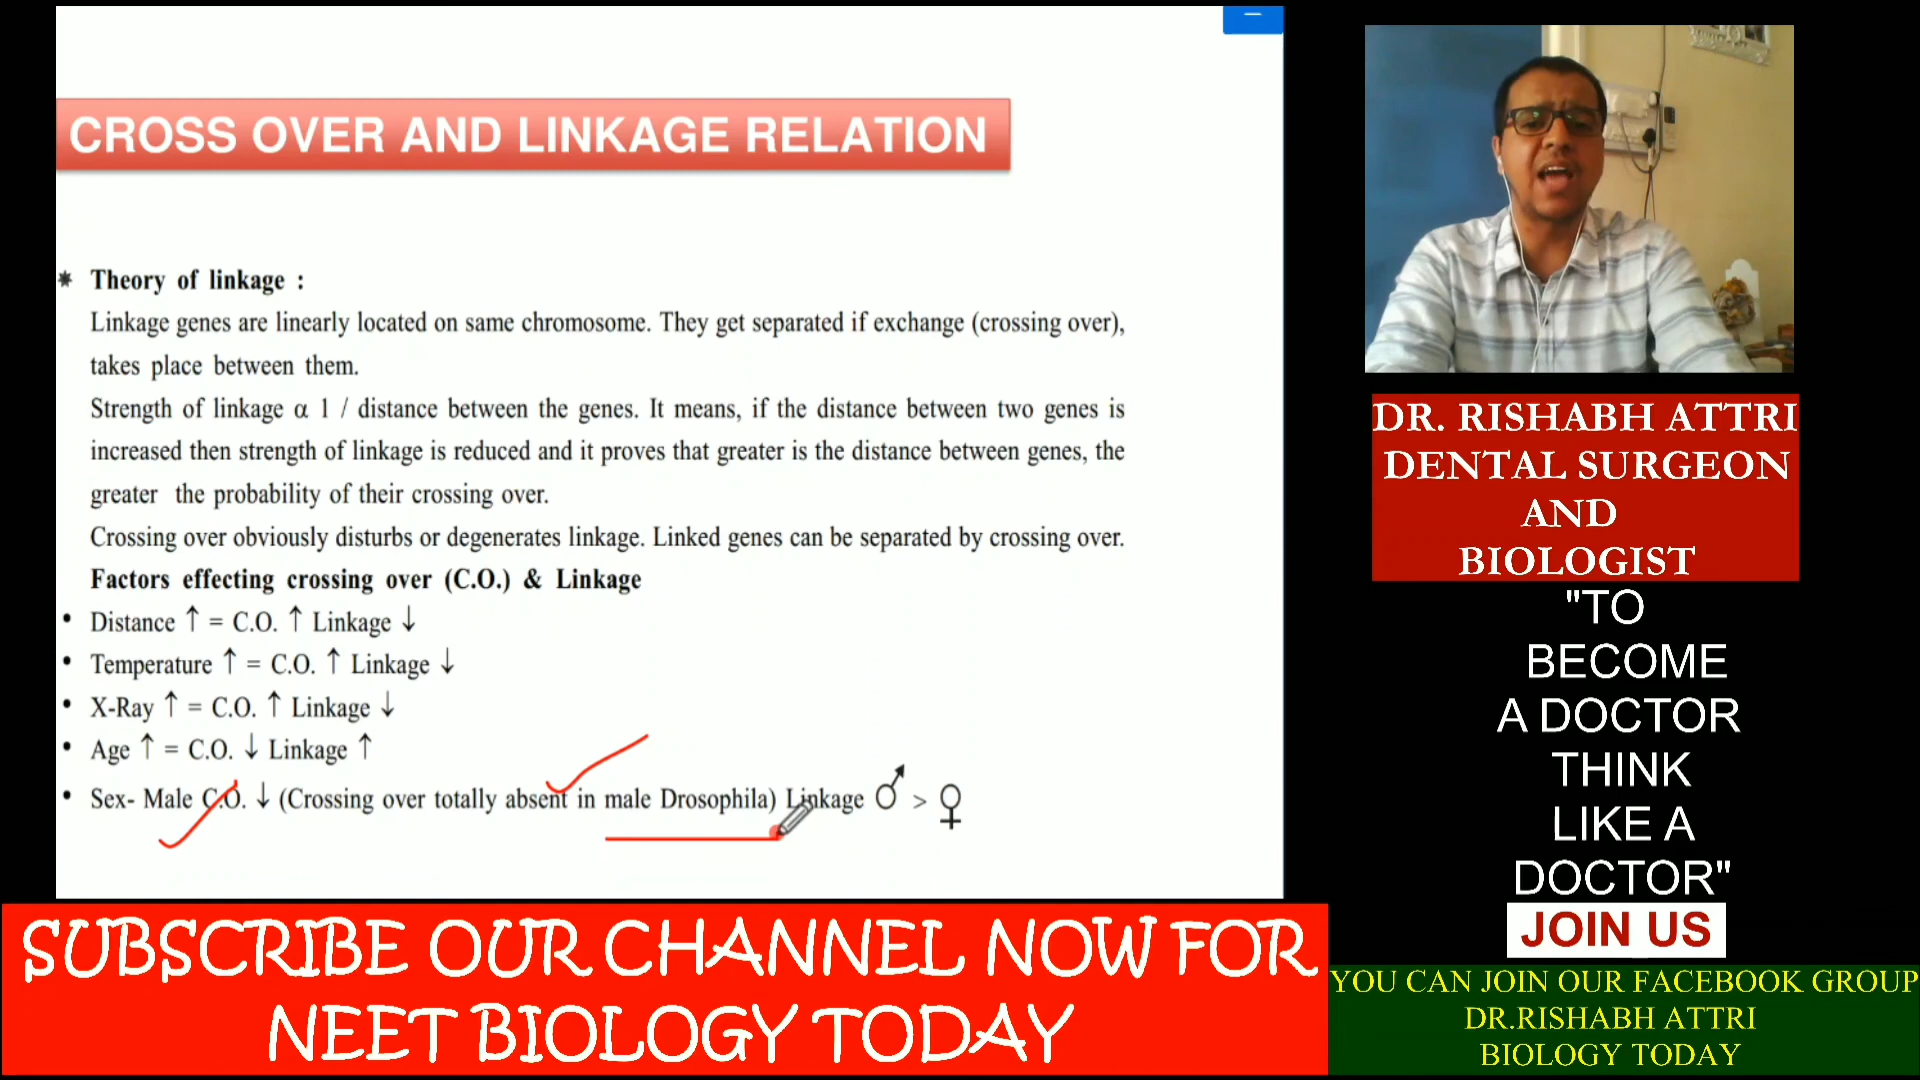 CROSS OVER AND LINKAGE RELATION
* Theory of linkage :
Linkage genes are linearly located on same chromosome. They get separated if exchange (crossing over),
takes place between them.
Strength of linkage α 1 / distance between the genes. It means, if the distance between two genes is
increased then strength of linkage is reduced and it proves that greater is the distance between genes, the
greater the probability of their crossing over.
Crossing over obviously disturbs or degenerates linkage. Linked genes can be separated by crossing over.
Factors effecting crossing over (C.O.) & Linkage
• Distance ↑ = C.O. ↑ Linkage ↓
• Temperature ↑ = C.O. ↑ Linkage ↓
• X-Ray ↑ = C.O. ↑ Linkage ↓
• Age ↑ = C.O. ↓ Linkage ↑
• Sex- Male C.O. ↓ (Crossing over totally absent in male Drosophila) Linkage ♂ > ♀
DR. RISHABH ATTRI
DENTAL SURGEON
AND
BIOLOGIST
"TO
BECOME
A DOCTOR
THINK
LIKE A
DOCTOR"
JOIN US
SUBSCRIBE OUR CHANNEL NOW FOR
NEET BIOLOGY TODAY
YOU CAN JOIN OUR FACEBOOK GROUP
DR.RISHABH ATTRI
BIOLOGY TODAY